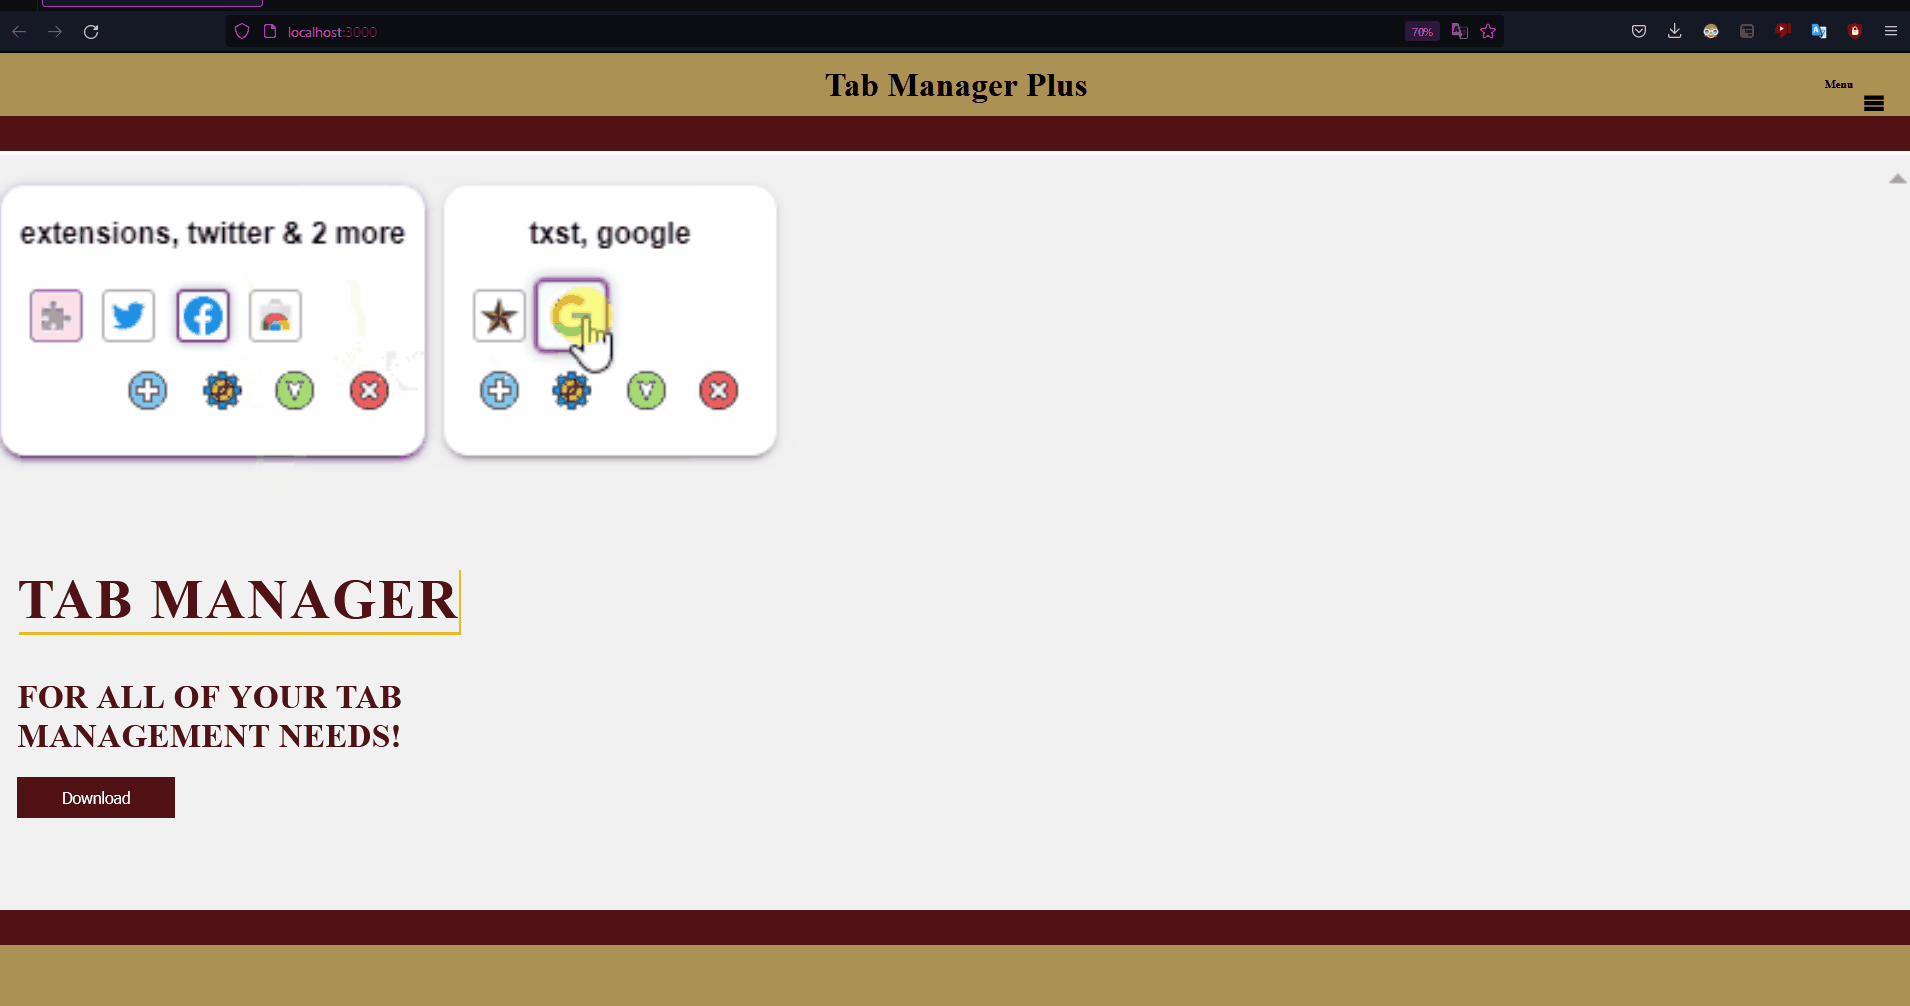 localhost:3000
70%
Tab Manager Plus
Menu
extensions, twitter & 2 more
txst, google
TAB MANAGER
FOR ALL OF YOUR TAB
MANAGEMENT NEEDS!
Download